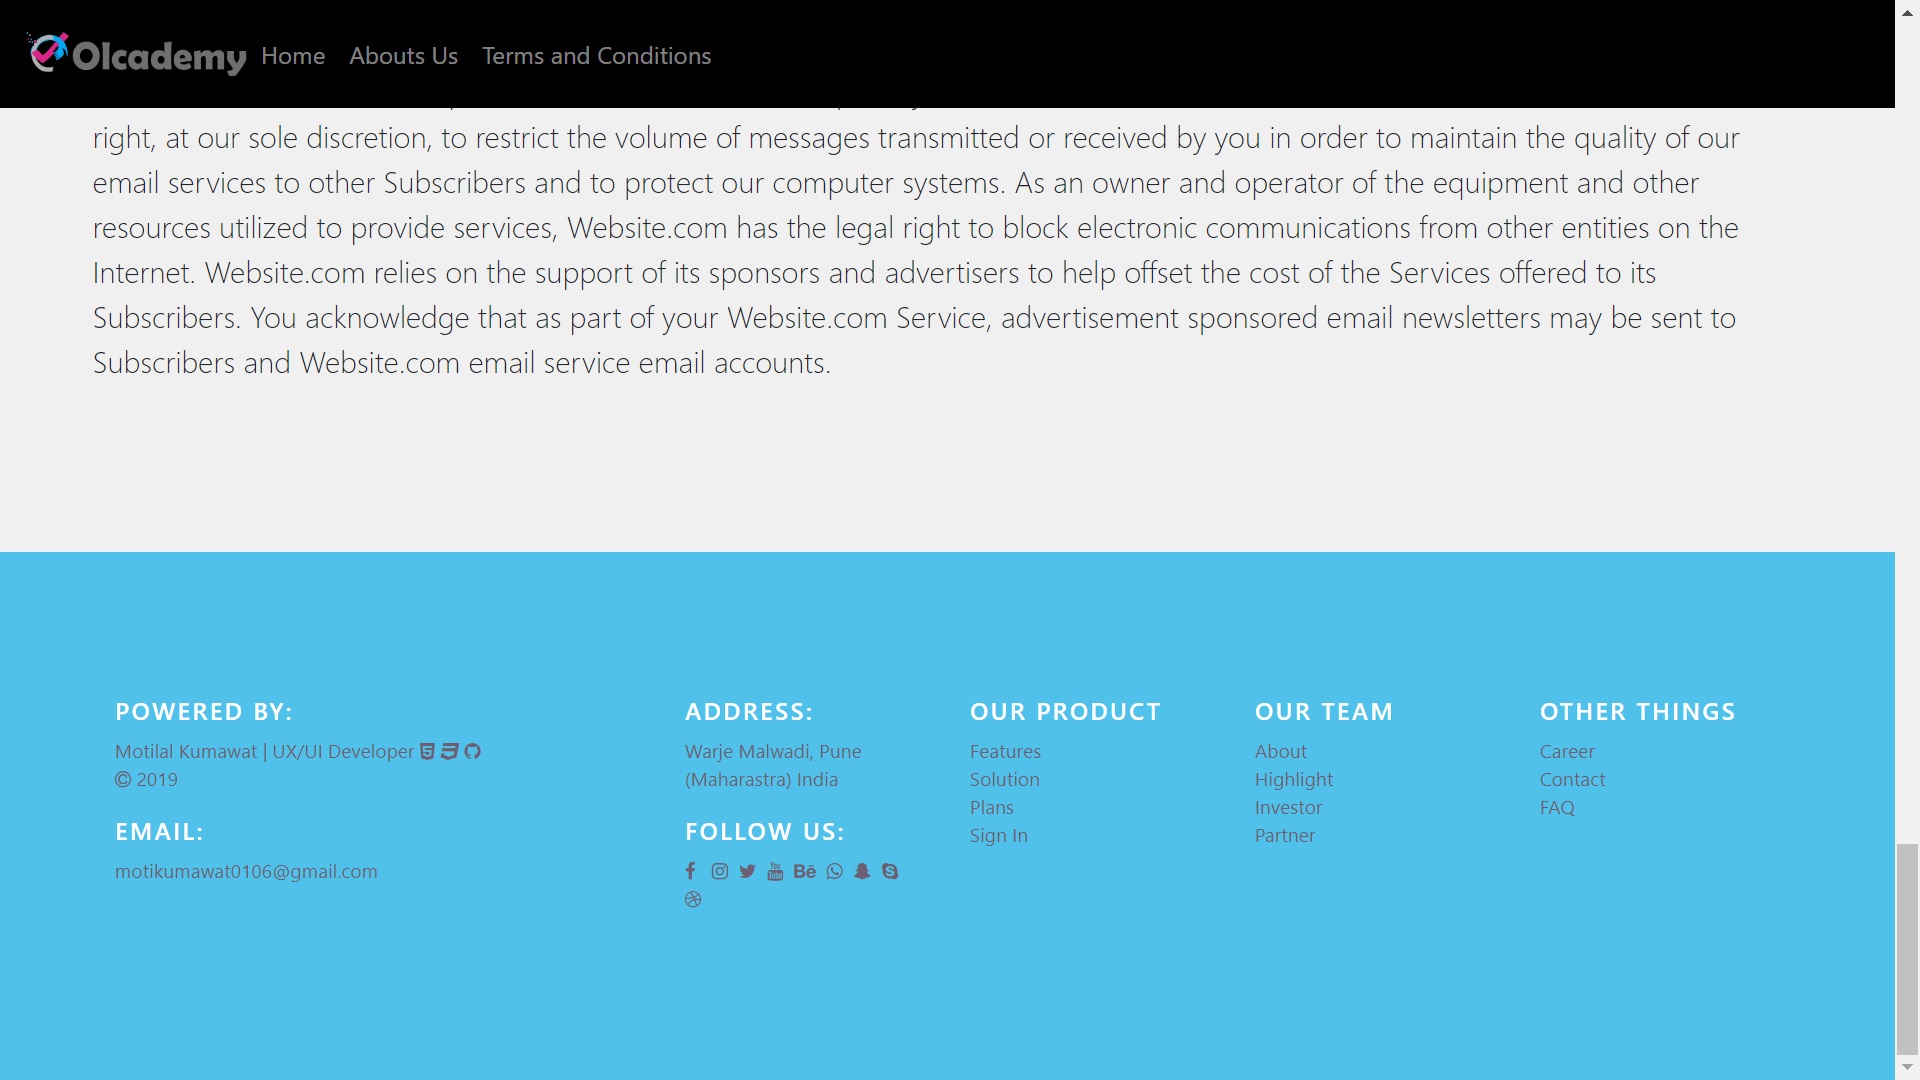 Olcademy Home Abouts Us Terms and Conditions
right, at our sole discretion, to restrict the volume of messages transmitted or received by you in order to maintain the quality of our
email services to other Subscribers and to protect our computer systems. As an owner and operator of the equipment and other
resources utilized to provide services, Website.com has the legal right to block electronic communications from other entities on the
Internet. Website.com relies on the support of its sponsors and advertisers to help offset the cost of the Services offered to its
Subscribers. You acknowledge that as part of your Website.com Service, advertisement sponsored email newsletters may be sent to
Subscribers and Website.com email service email accounts.
POWERED BY:
Motilal Kumawat | UX/UI Developer
© 2019
EMAIL:
motikumawat0106@gmail.com
ADDRESS:
Warje Malwadi, Pune
(Maharastra) India
FOLLOW US:
OUR PRODUCT
Features
Solution
Plans
Sign In
OUR TEAM
About
Highlight
Investor
Partner
OTHER THINGS
Career
Contact
FAQ